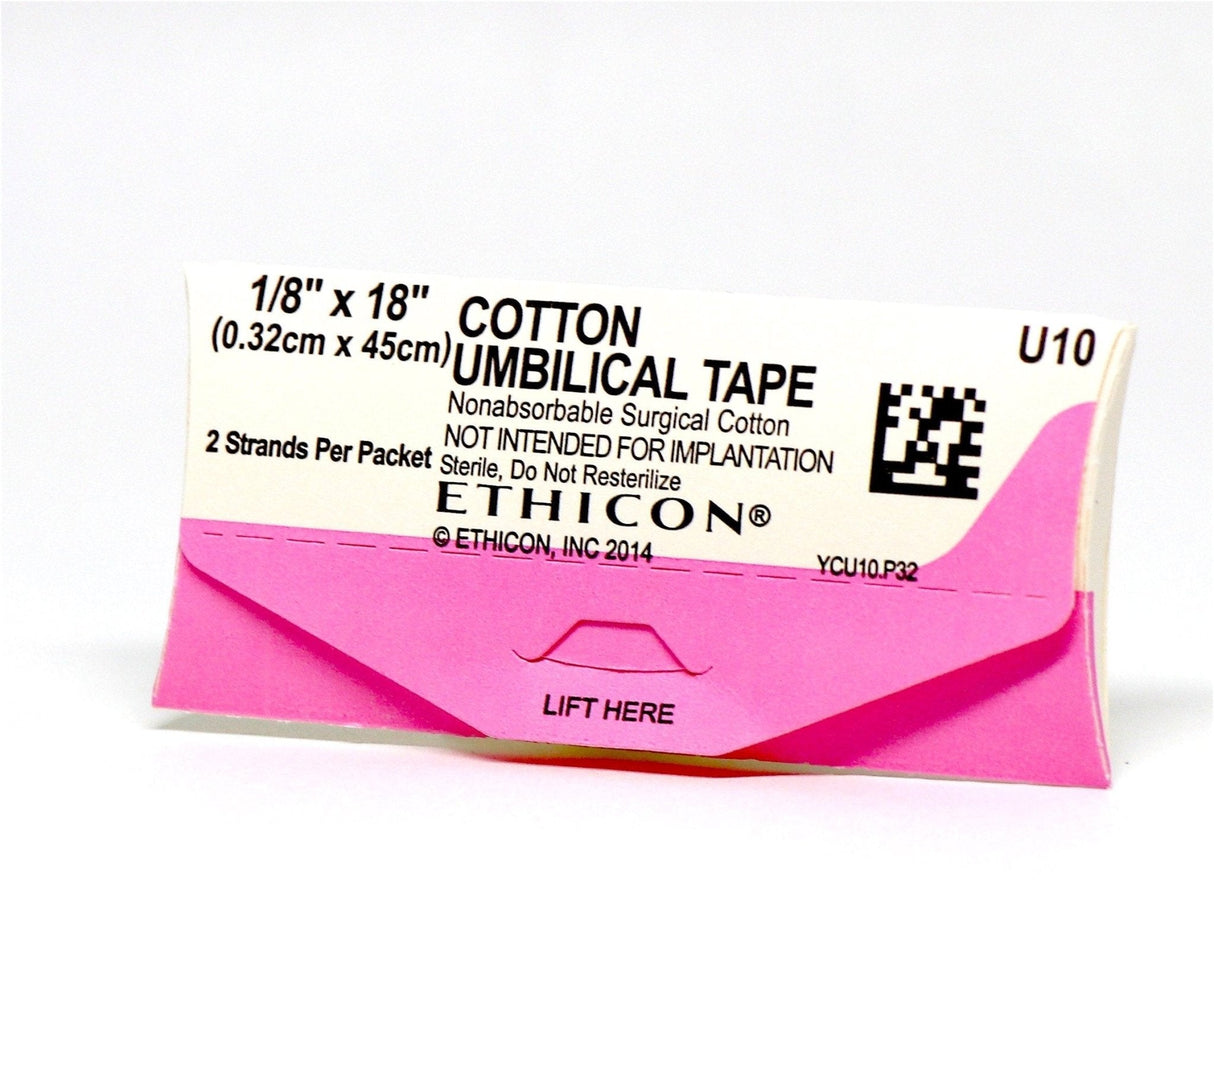 1/8" x 18"
(0.32cm x 45cm)
2 Strands Per Packet
COTTON
UMBILICAL TAPE
Nonabsorbable Surgical Cotton
NOT INTENDED FOR IMPLANTATION
Sterile, Do Not Resterilize
ETHICON®
© ETHICON, INC 2014
U10
YCU10.P32
LIFT HERE